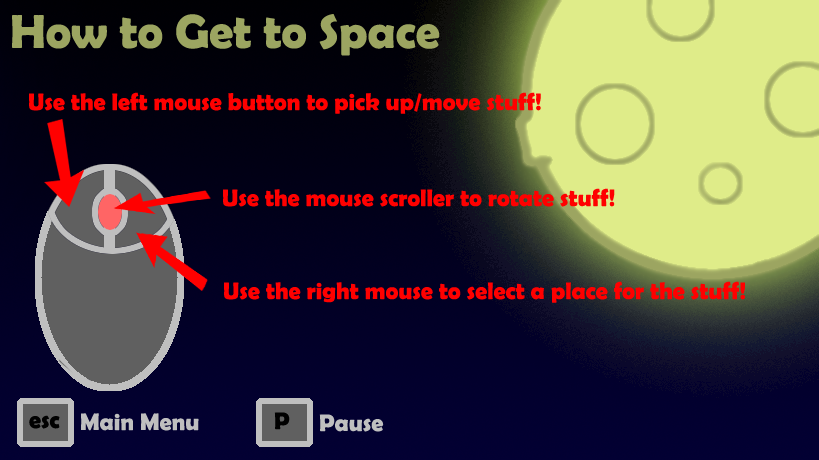 How to Get to Space
Use the left mouse button to pick up/move stuff!
Use the mouse scroller to rotate stuff!
Use the right mouse to select a place for the stuff!
esc Main Menu
P Pause